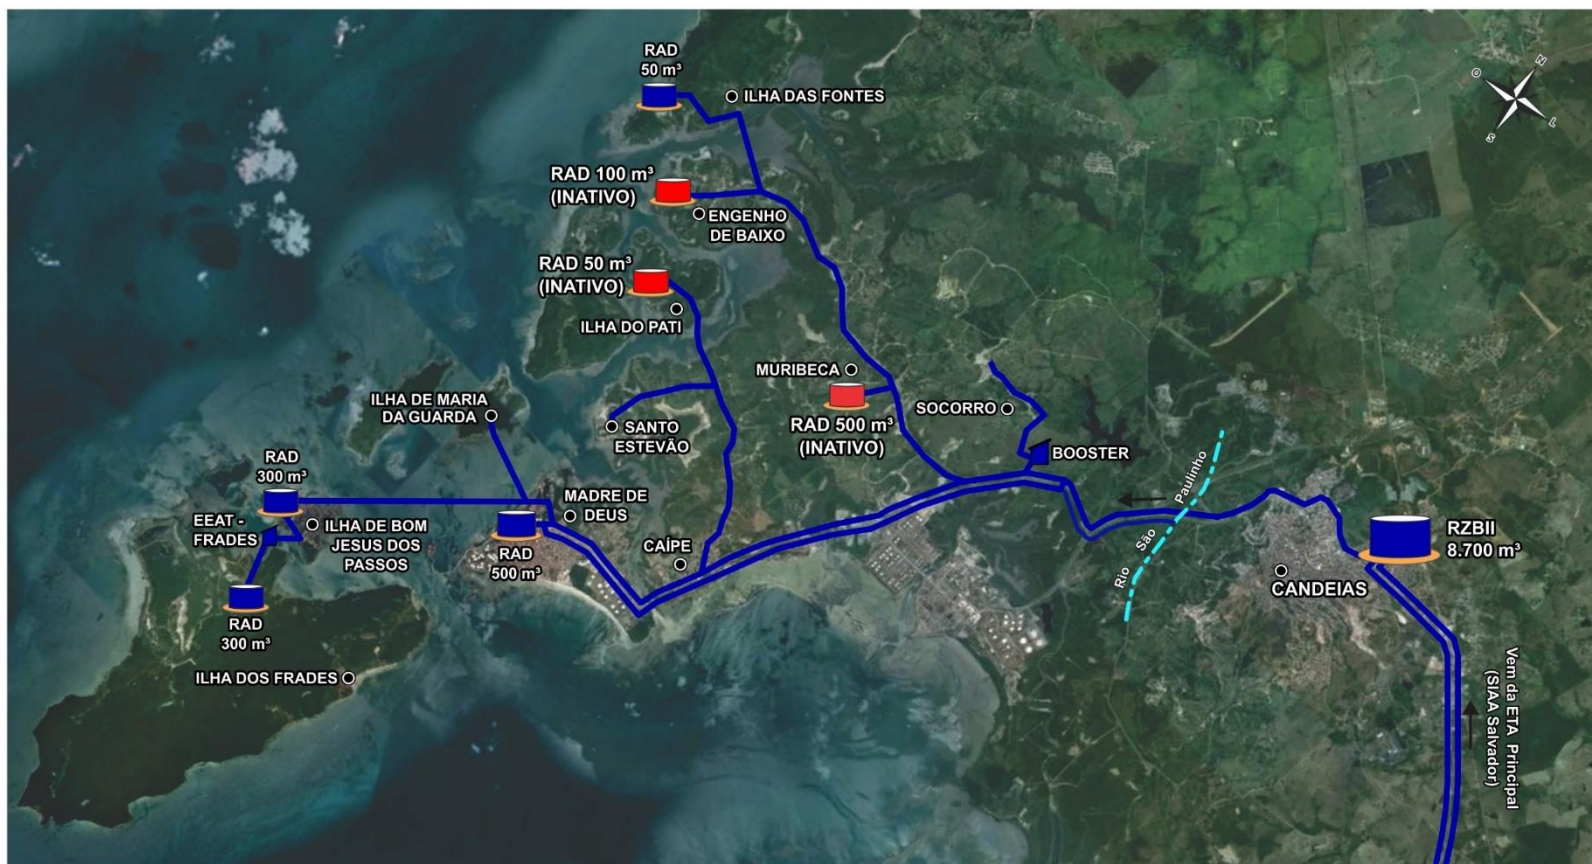 RAD
50 m³
ILHA DAS FONTES
RAD 100 m³
(INATIVO)
ENGENHO
DE BAIXO
RAD 50 m³
(INATIVO)
ILHA DO PATI
MURIBECA
RAD 500 m³
(INATIVO)
SOCORRO
BOOSTER
ILHA DE MARIA
DA GUARDA
SANTO
ESTEVÃO
RAD
300 m³
EEAT -
FRADES
ILHA DE BOM
JESUS DOS
PASSOS
MADRE DE
DEUS
RAD
500 m³
CAÍPE
RAD
300 m³
ILHA DOS FRADES
Rio São Paulinho
RZBII
8.700 m³
CANDEIAS
Vem da ETA Principal
(SIAA Salvador)
O
N
S
L